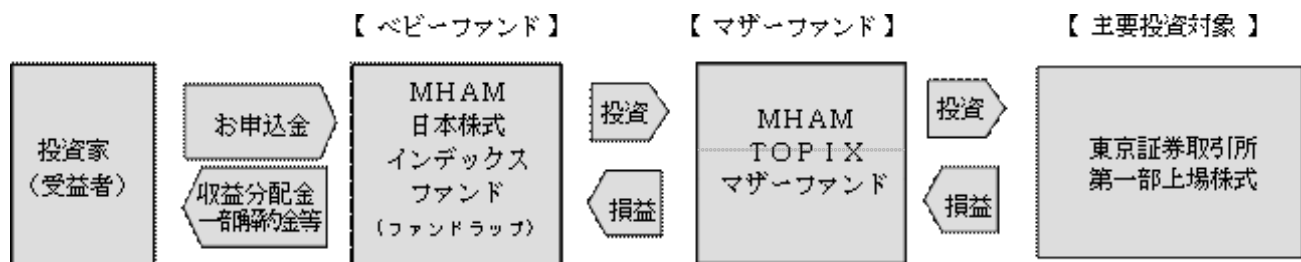 【 ベビーファンド 】
【 マザーファンド 】
【 主要投資対象 】
投資家
（受益者）
お申込金
収益分配金
一部解約金等
MHAM
日本株式
インデックス
ファンド
(ファンドラップ)
投資
損益
MHAM
TOPIX
マザーファンド
投資
損益
東京証券取引所
第一部上場株式